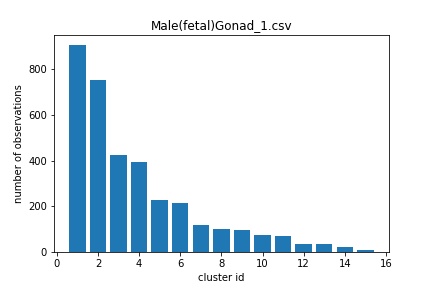 Male(fetal)Gonad_1.csv
number of observations
800
600
400
200
0
0 2 4 6 8 10 12 14 16
cluster id